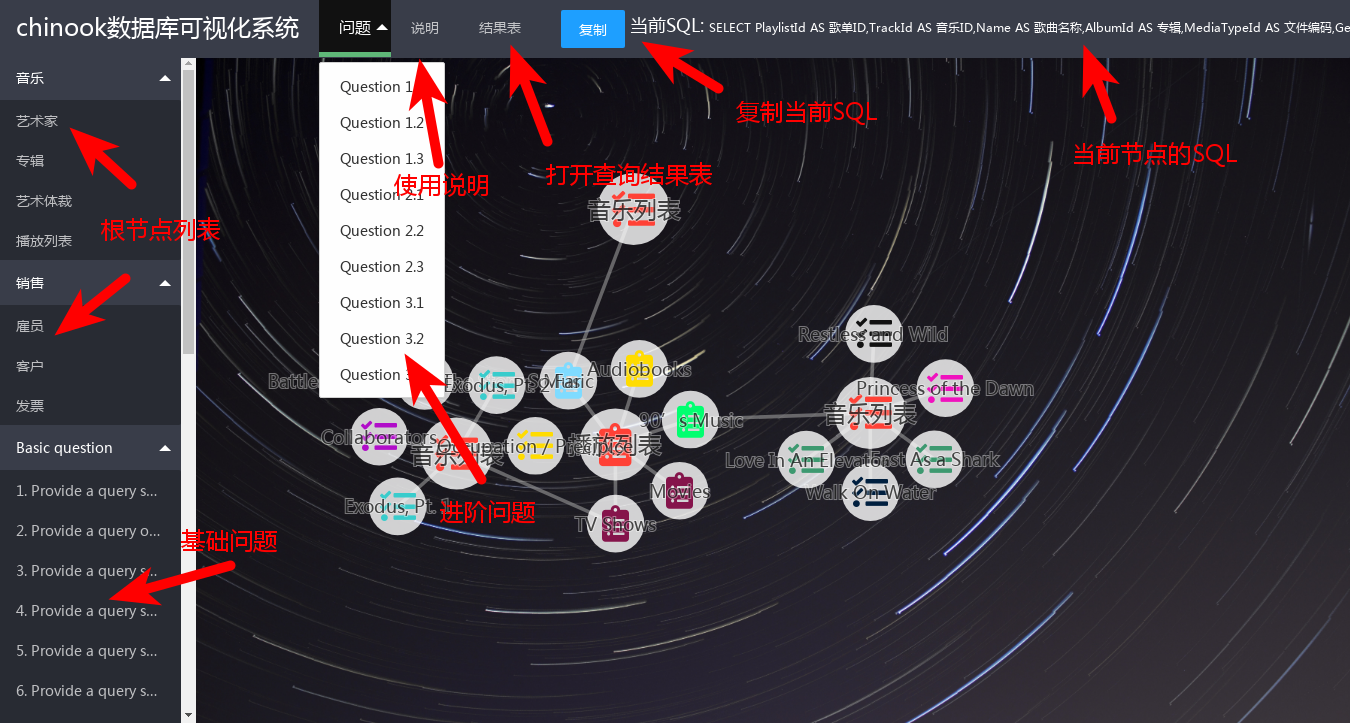 chinook数据库可视化系统
问题
说明
结果表
复制
当前SQL: SELECT PlaylistId AS 歌单ID,TrackId AS 音乐ID,Name AS 歌曲名称,AlbumId AS 专辑,MediaTypeId AS 文件编码,Ge
音乐
艺术家
专辑
艺术体裁
播放列表
销售
雇员
客户
发票
Basic question
1. Provide a query s...
2. Provide a query o...
3. Provide a query s...
4. Provide a query s...
5. Provide a query s...
6. Provide a query s...
Question 1.
Question 1.2
Question 1.3
Question 2.1
Question 2.2
Question 2.3
Question 3.1
Question 3.2
Question
复制当前SQL
当前节点的SQL
使用说明
打开查询结果表
根节点列表
基础问题
进阶问题
音乐列表
Exodus, Pt. 2
Music
Audiobooks
90’s Music
Collaborators
音乐列表
Occupation /
播放列表
Exodus, Pt. 1
Movies
TV Shows
Restless and Wild
Princess of the Dawn
音乐列表
Love In An Elevator
Fast As a Shark
Walk On Water